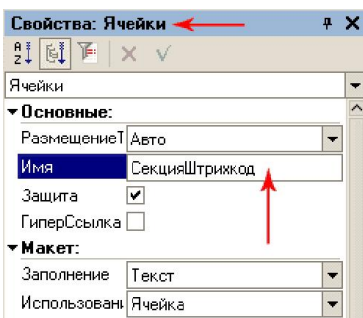 Свойства: Ячейки
Ячейки
Основные:
РазмещениеТ Авто
Имя СекцияШтрихкод
Защита
ГиперСсылка
Макет:
Заполнение Текст
Использовани Ячейка